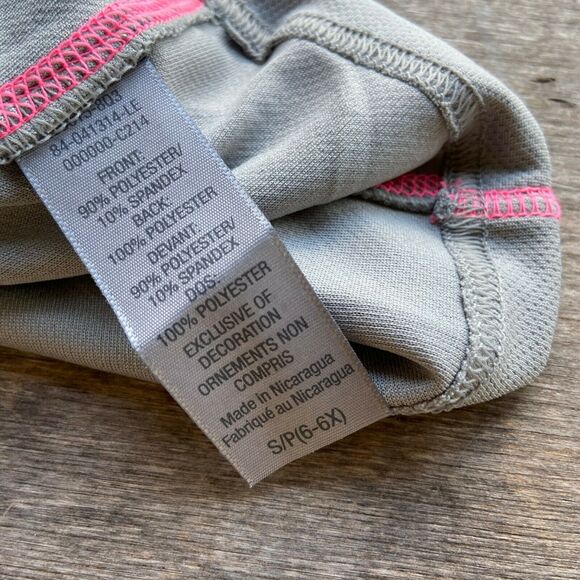 84-041314-LE
000000-C214
FRONT:
90% POLYESTER/
10% SPANDEX
BACK:
100% POLYESTER
DEVANT:
90% POLYESTER/
10% SPANDEX
DOS:
100% POLYESTER
EXCLUSIVE OF
DECORATION
ORNEMENTS NON
COMPRIS
Made in Nicaragua
Fabriqué au Nicaragua
S/P(6-6X)